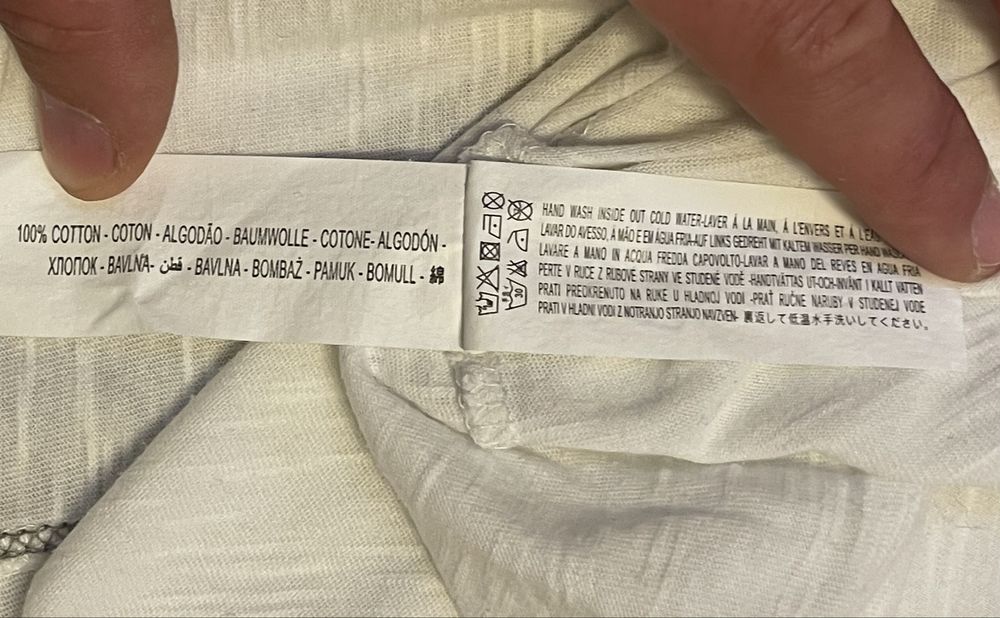 100% COTTON - COTON - ALGODÃO - BAUMWOLLE - COTONE- ALGODÓN -
ХЛОПОК - BAVLNA- قطن - BAVLNA - BOMBAŽ - PAMUK - BOMULL - 綿
HAND WASH INSIDE OUT COLD WATER-LAVER Á LA MAIN, Á L'ENVERS ET Á
LAVAR DO AVESSO, A MÃO E EM ÁGUA FRIA-AUF LINKS GEDREHT MIT KALTEM WASSER PER HAND
LAVARE A MANO IN ACQUA FREDDA CAPOVOLTO-LAVAR A MANO DEL REVES EN AGUA FRIA
PERTE V RUCE Z RUBOVÉ STRANY VE STUDENÉ VODĚ -HANDTVÄTTAS UT-OCH-INVÄNT I KALLT VATTEN
PRATI PREOKRENUTO NA RUKE U HLADNOJ VODI -PRAŤ RUČNE NARUBY V STUDENEJ VODE
PRATI V HLADNI VODI Z NOTRANJO STRANJO NAVZVEN- 裏返して低温水手洗いしてください。
30